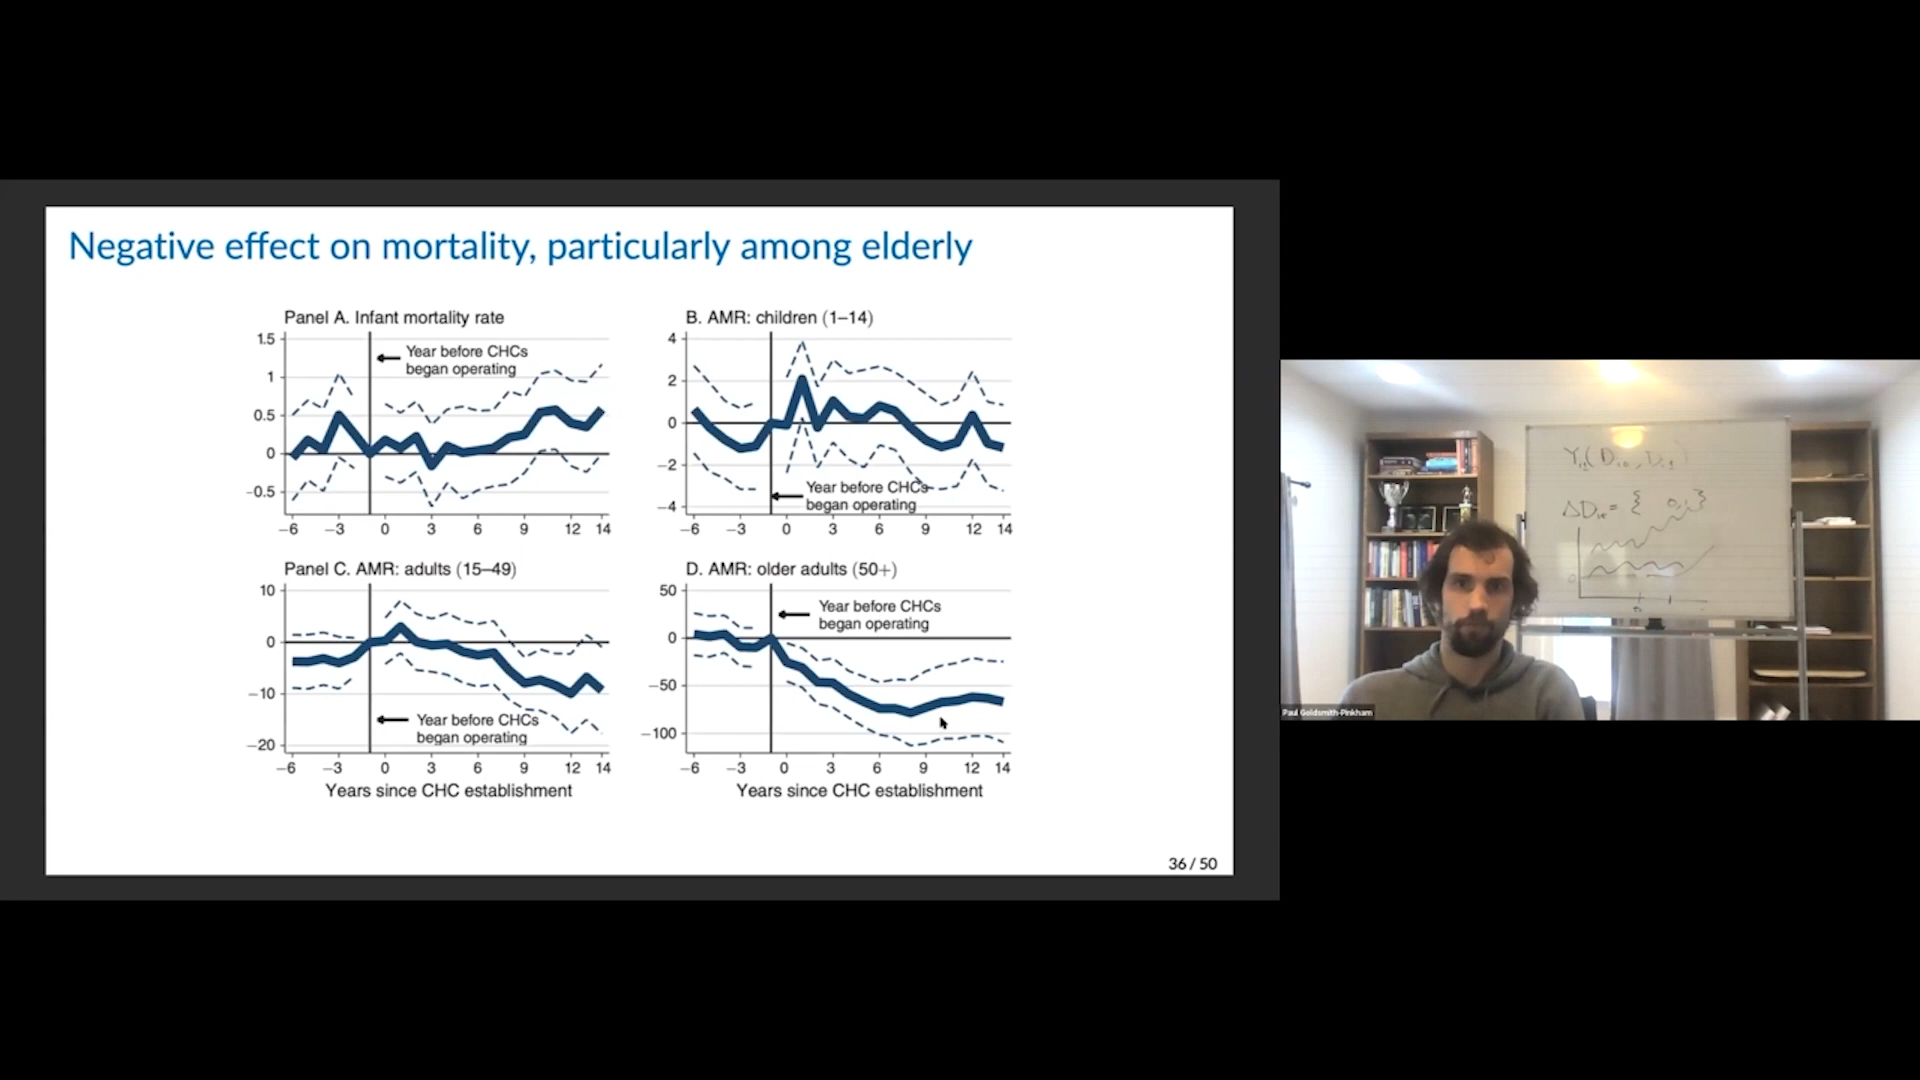 Negative effect on mortality, particularly among elderly
Panel A. Infant mortality rate
1.5
1
0.5
0
−0.5
Year before CHCs
began operating
−6 −3 0 3 6 9 12 14
B. AMR: children (1–14)
4
2
0
−2
−4
Year before CHCs
began operating
−6 −3 0 3 6 9 12 14
Panel C. AMR: adults (15–49)
10
0
−10
−20
Year before CHCs
began operating
−6 −3 0 3 6 9 12 14
Years since CHC establishment
D. AMR: older adults (50+)
50
0
−50
−100
Year before CHCs
began operating
−6 −3 0 3 6 9 12 14
Years since CHC establishment
36 / 50
Paul Goldsmith-Pinkham